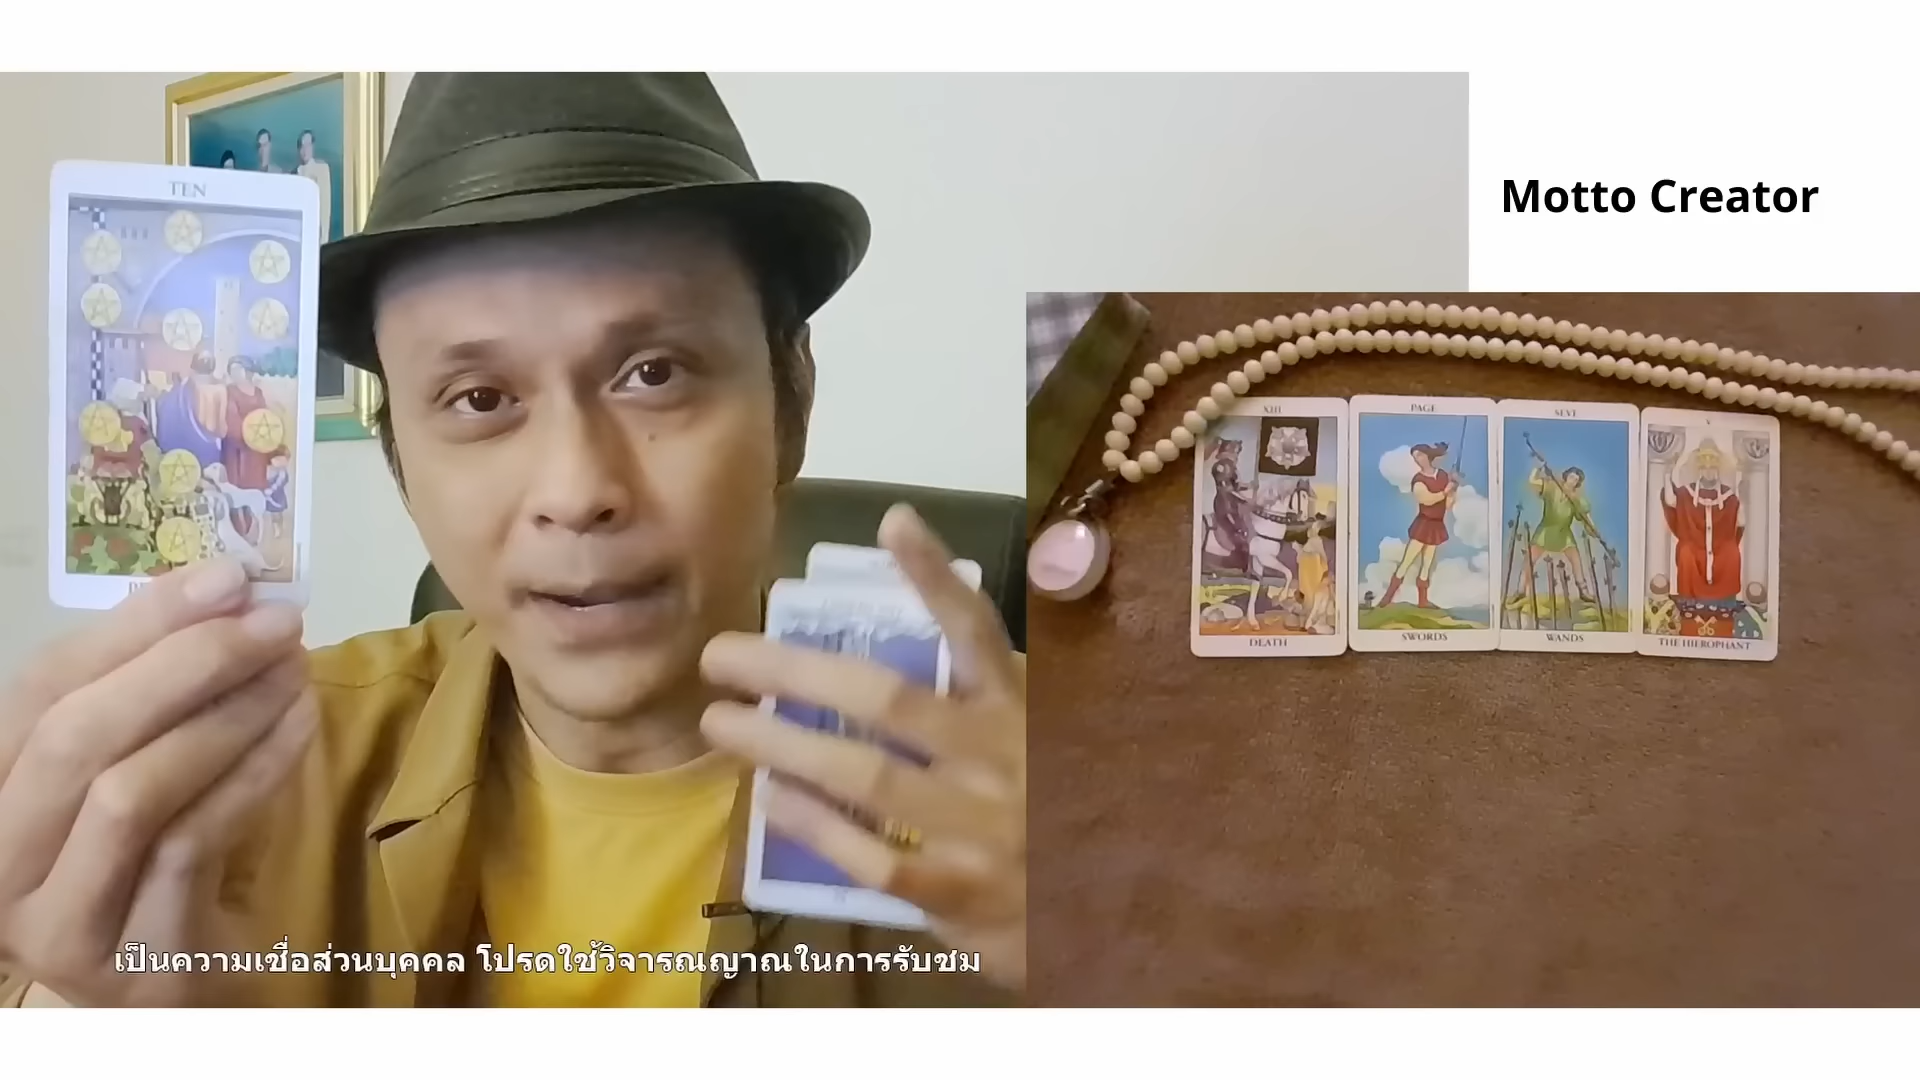 TEN
Motto Creator
XIII
PAGE
SEVE
V
DEATH
SWORDS
WANDS
THE HIEROPHANT
เป็นความเชื่อส่วนบุคคล โปรดใช้วิจารณญาณในการรับชม